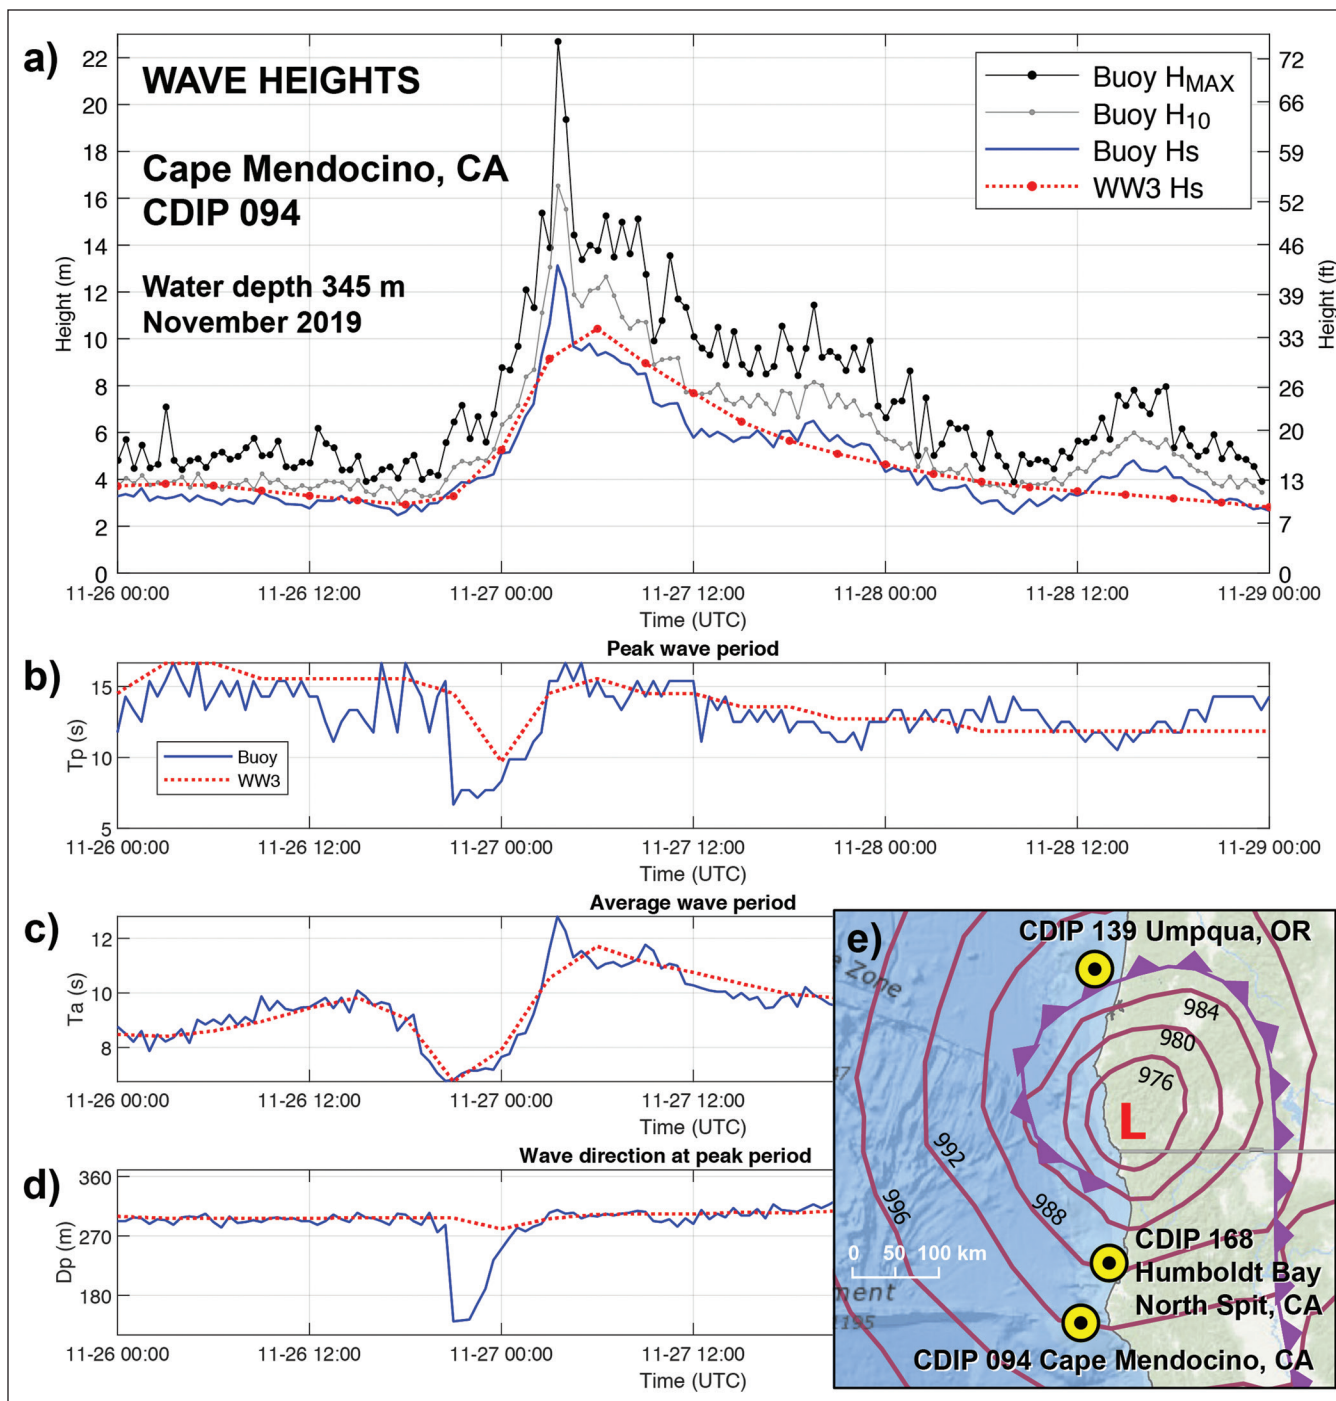 a)
WAVE HEIGHTS
Cape Mendocino, CA
CDIP 094
Water depth 345 m
November 2019
Buoy HMAX
Buoy H10
Buoy Hs
WW3 Hs
Height (m)
22
20
18
16
14
12
10
8
6
4
2
0
Height (ft)
72
66
59
52
46
39
33
26
20
13
7
0
11-26 00:00
11-26 12:00
11-27 00:00
11-27 12:00
11-28 00:00
11-28 12:00
11-29 00:00
Time (UTC)
b)
Peak wave period
Tp (s)
15
10
5
Buoy
WW3
11-26 00:00
11-26 12:00
11-27 00:00
11-27 12:00
11-28 00:00
11-28 12:00
11-29 00:00
Time (UTC)
c)
Average wave period
Ta (s)
12
10
8
11-26 00:00
11-26 12:00
11-27 00:00
11-27 12:00
Time (UTC)
d)
Wave direction at peak period
Dp (m)
360
270
180
11-26 00:00
11-26 12:00
11-27 00:00
11-27 12:00
Time (UTC)
e)
CDIP 139 Umpqua, OR
Zone
984
980
976
L
992
996
988
0 50 100 km
CDIP 168
Humboldt Bay
North Spit, CA
ment
1195
CDIP 094 Cape Mendocino, CA